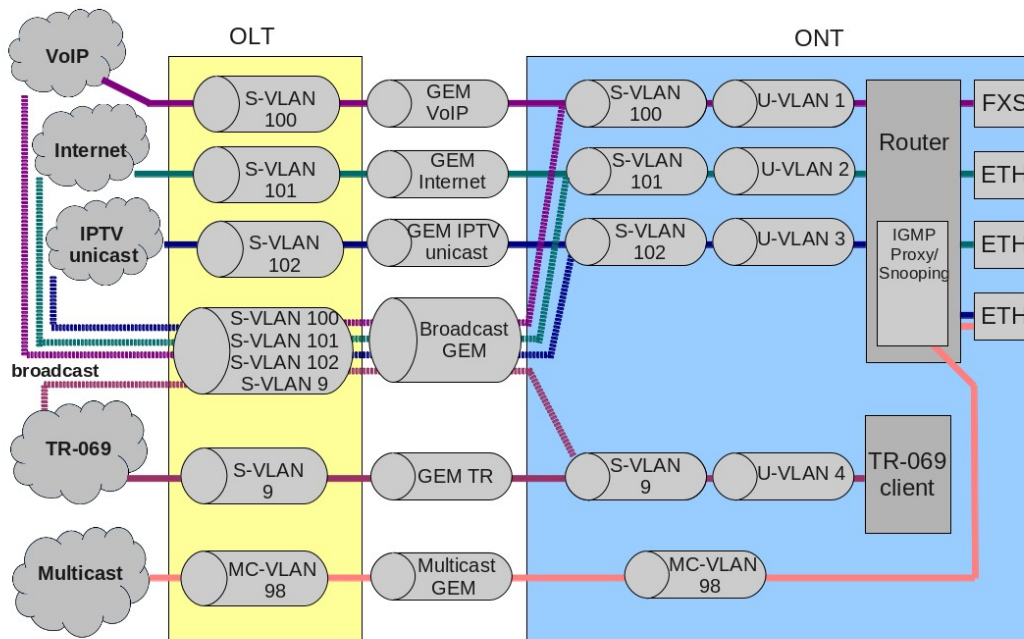 OLT
ONT
VoIP
S-VLAN
100
GEM
VoIP
S-VLAN
100
U-VLAN 1
Router
FXS
Internet
S-VLAN
101
GEM
Internet
S-VLAN
101
U-VLAN 2
ETH
IPTV
unicast
S-VLAN
102
GEM IPTV
unicast
S-VLAN
102
U-VLAN 3
IGMP
Proxy/
Snooping
ETH
ETH
S-VLAN 100
S-VLAN 101
S-VLAN 102
S-VLAN 9
Broadcast
GEM
broadcast
TR-069
S-VLAN
9
GEM TR
S-VLAN
9
U-VLAN 4
TR-069
client
Multicast
MC-VLAN
98
Multicast
GEM
MC-VLAN
98